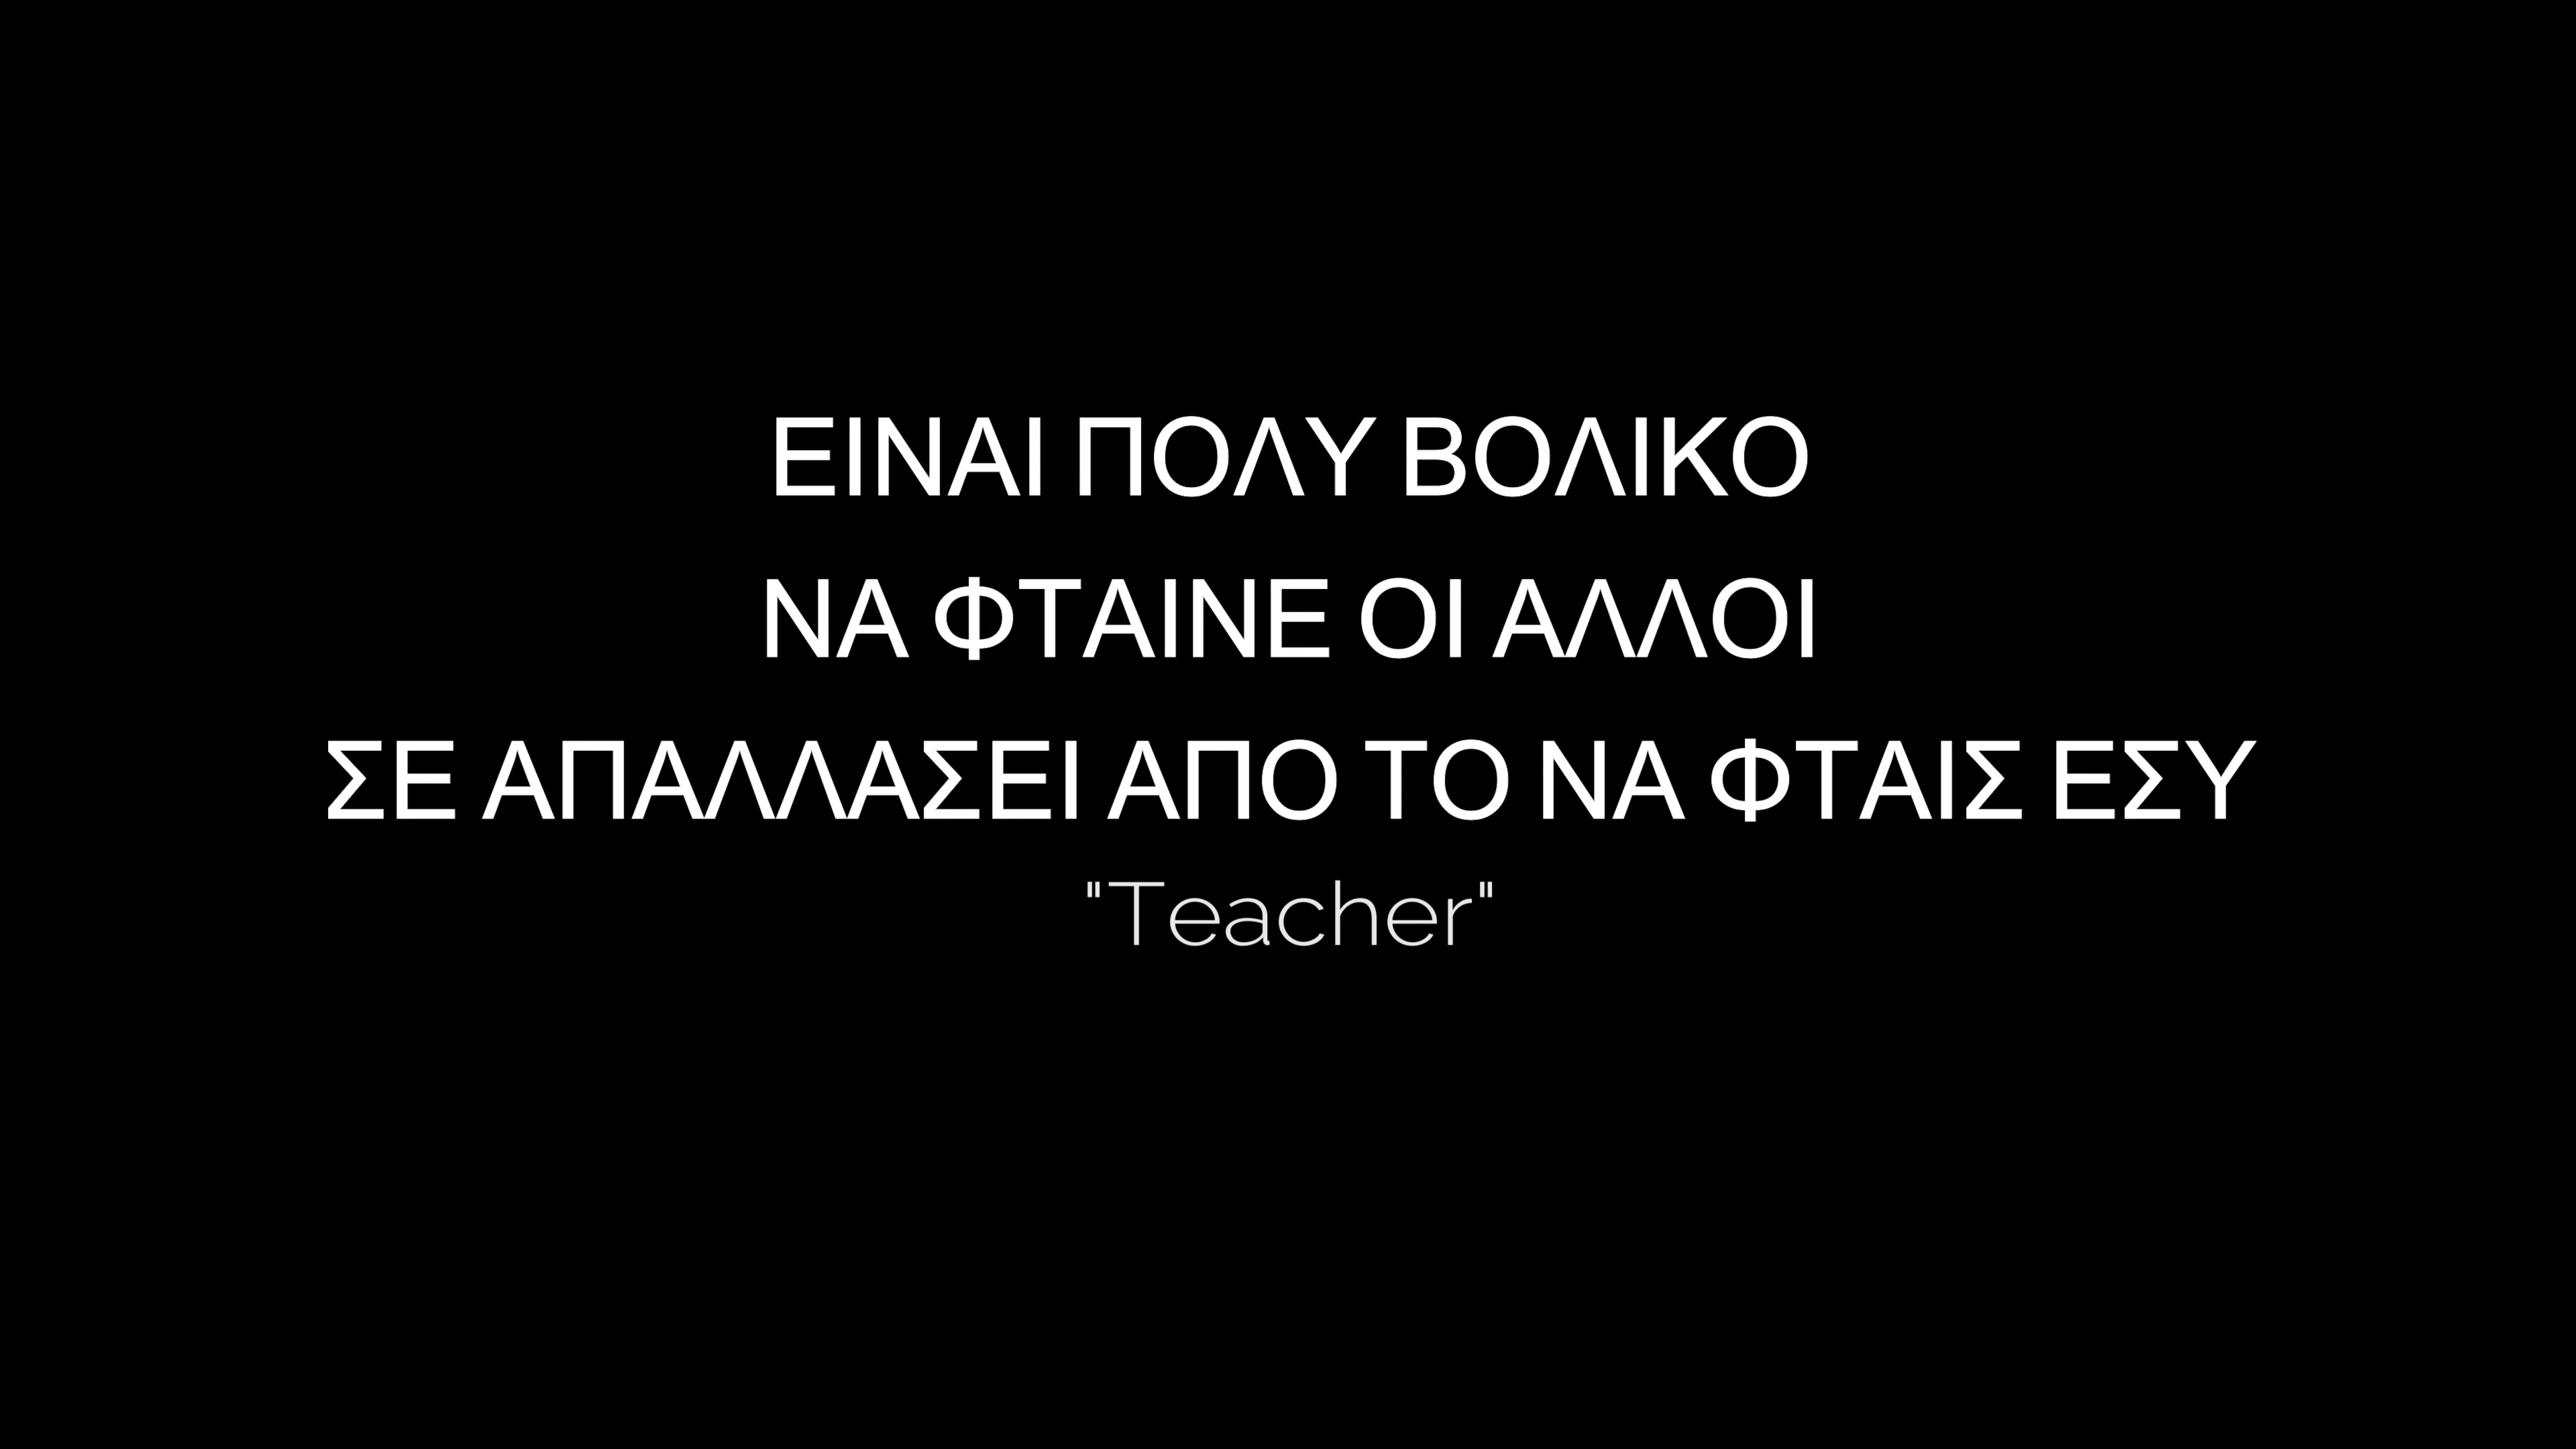 ΕΙΝΑΙ ΠΟΛΥ ΒΟΛΙΚΟ
ΝΑ ΦΤΑΙΝΕ ΟΙ ΑΛΛΟΙ
ΣΕ ΑΠΑΛΛΑΣΕΙ ΑΠΟ ΤΟ ΝΑ ΦΤΑΙΣ ΕΣΥ
"Teacher"